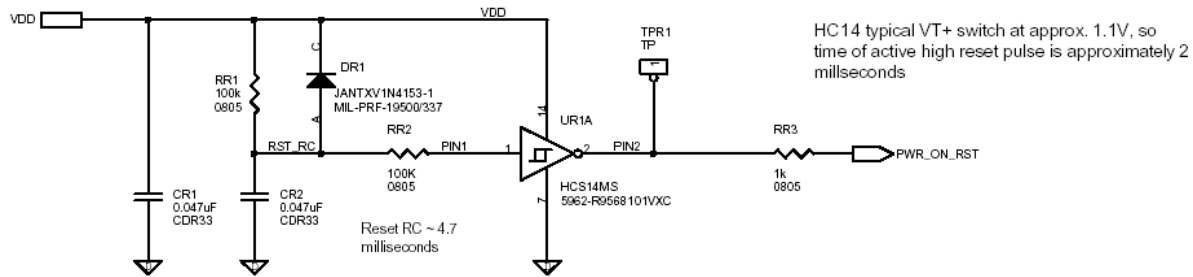 VDD
VDD
HC14 typical VT+ switch at approx. 1.1V, so
time of active high reset pulse is approximately 2
millseconds
TPR1
TP
1
C
DR1
JANTXV1N4153-1
MIL-PRF-19500/337
A
RR1
100k
0805
14
UR1A
RST_RC
RR2
100K
0805
PIN1
1
2
PIN2
RR3
1k
0805
PWR_ON_RST
HCS14MS
5962-R9568101VXC
7
CR1
0.047uF
CDR33
CR2
0.047uF
CDR33
Reset RC ~ 4.7
milliseconds